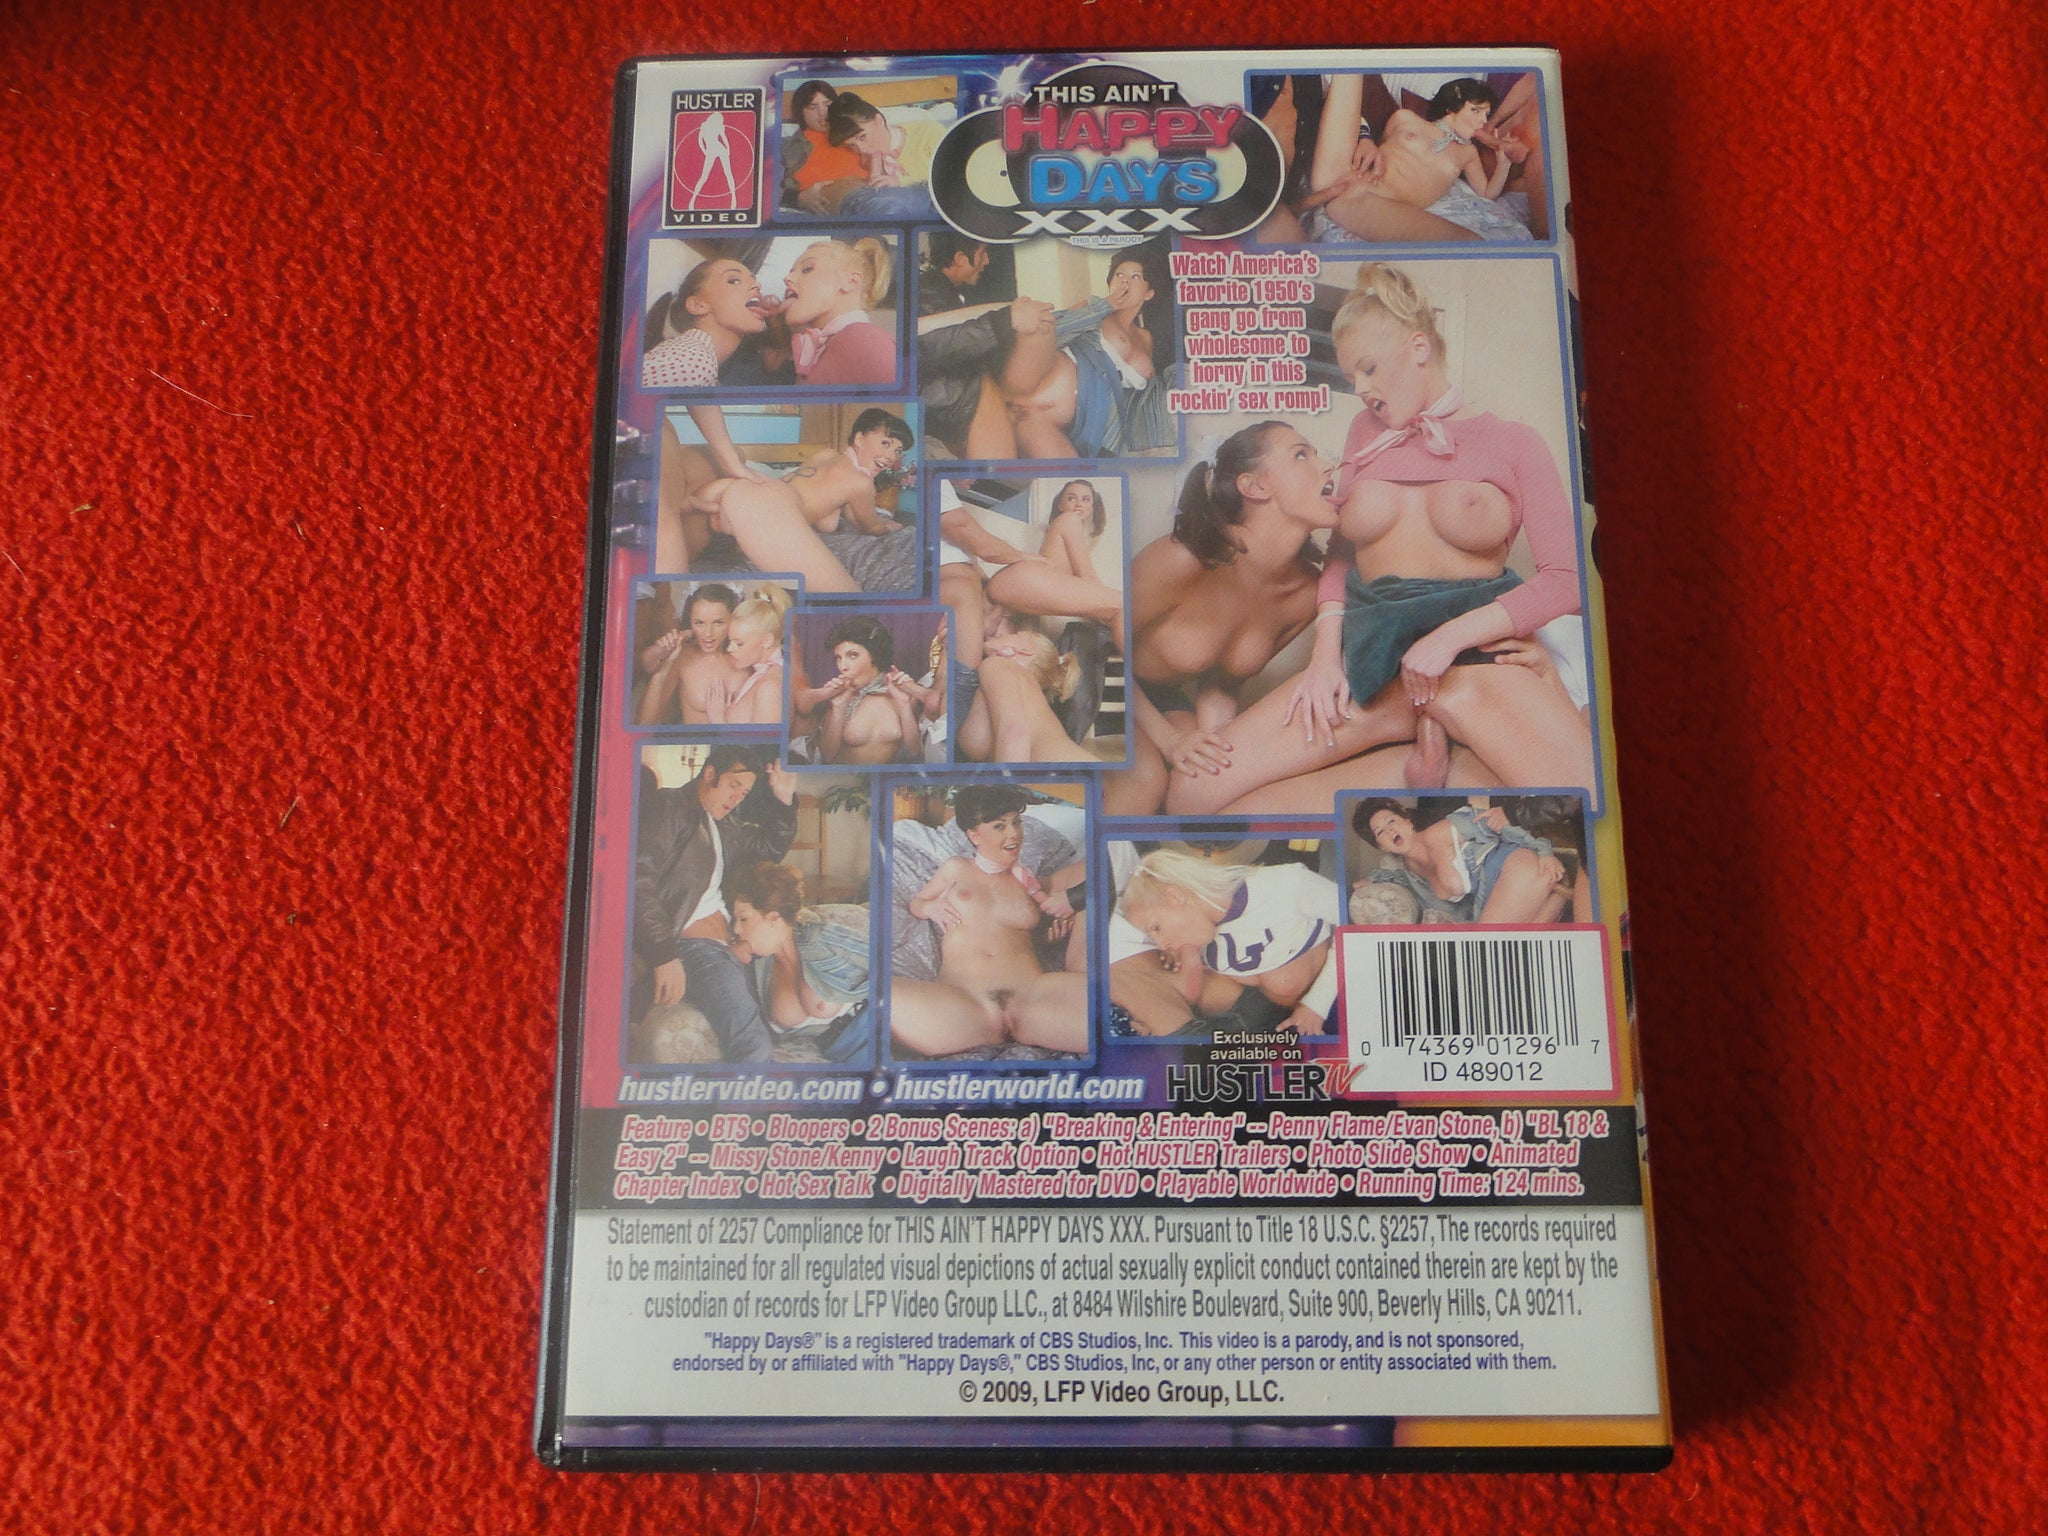 HUSTLER
VIDEO
THIS AIN'T
HAPPY
DAYS
XXX
THIS IS A PARODY
Watch America's
favorite 1950's
gang go from
wholesome to
horny in this
rockin' sex romp!
Exclusively
available on
HUSTLER TV
0 74369 01296 7
ID 489012
hustlervideo.com • hustlerworld.com
Feature • BTS • Bloopers • 2 Bonus Scenes: a) "Breaking & Entering" -- Penny Flame/Evan Stone, b) "BL 18 &
Easy 2" -- Missy Stone/Kenny • Laugh Track Option • Hot HUSTLER Trailers • Photo Slide Show • Animated
Chapter Index • Hot Sex Talk • Digitally Mastered for DVD • Playable Worldwide • Running Time: 124 mins.
Statement of 2257 Compliance for THIS AIN'T HAPPY DAYS XXX. Pursuant to Title 18 U.S.C. §2257, The records required
to be maintained for all regulated visual depictions of actual sexually explicit conduct contained therein are kept by the
custodian of records for LFP Video Group LLC., at 8484 Wilshire Boulevard, Suite 900, Beverly Hills, CA 90211.
"Happy Days®" is a registered trademark of CBS Studios, Inc. This video is a parody, and is not sponsored,
endorsed by or affiliated with "Happy Days®," CBS Studios, Inc, or any other person or entity associated with them.
© 2009, LFP Video Group, LLC.